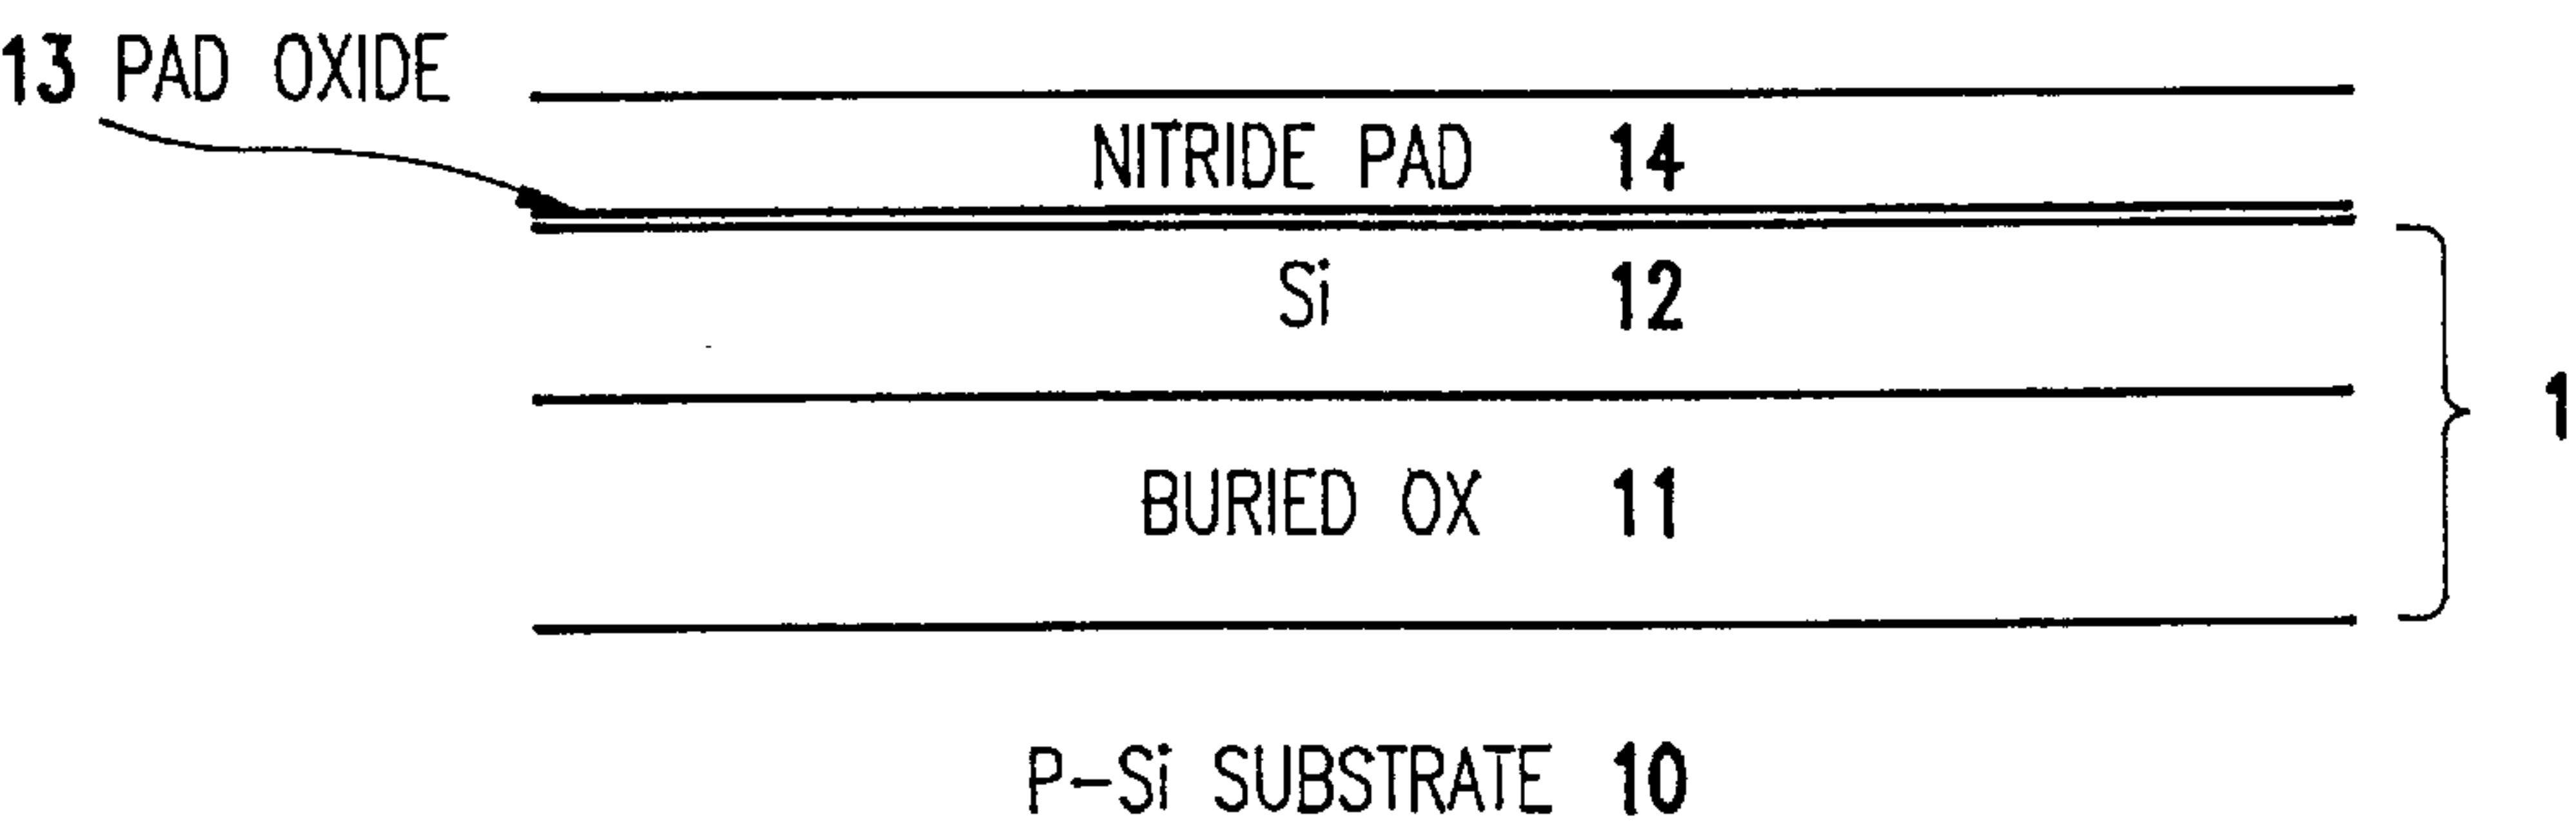 13 PAD OXIDE
NITRIDE PAD 14
Si 12
1
BURIED OX 11
P-Si SUBSTRATE 10